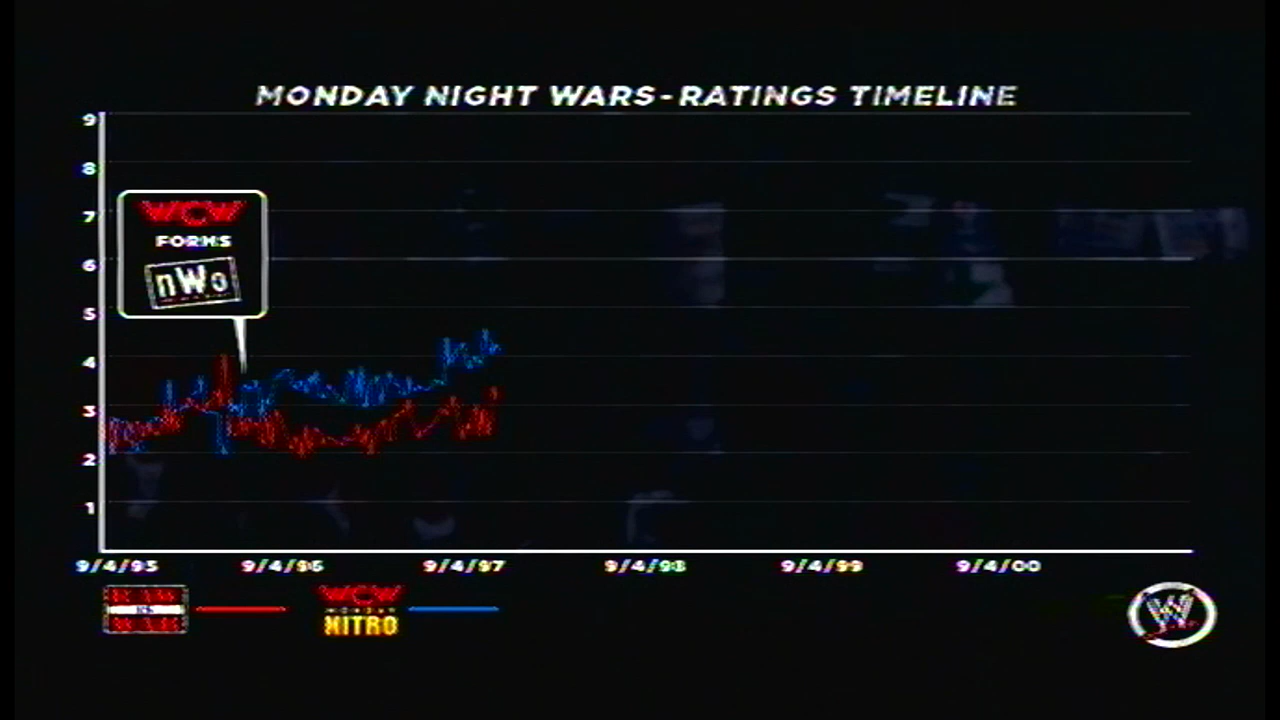 MONDAY NIGHT WARS-RATINGS TIMELINE
9
8
7
6
5
4
3
2
1
WCW
FORMS
nWo
9/4/95
9/4/96
9/4/97
9/4/98
9/4/99
9/4/00
RAW
RAW
WCW
MONDAY
NITRO
W